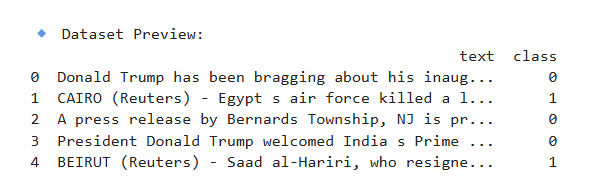 🔹 Dataset Preview:
text class
0 Donald Trump has been bragging about his inaug... 0
1 CAIRO (Reuters) - Egypt s air force killed a l... 1
2 A press release by Bernards Township, NJ is pr... 0
3 President Donald Trump welcomed India s Prime ... 0
4 BEIRUT (Reuters) - Saad al-Hariri, who resigne... 1